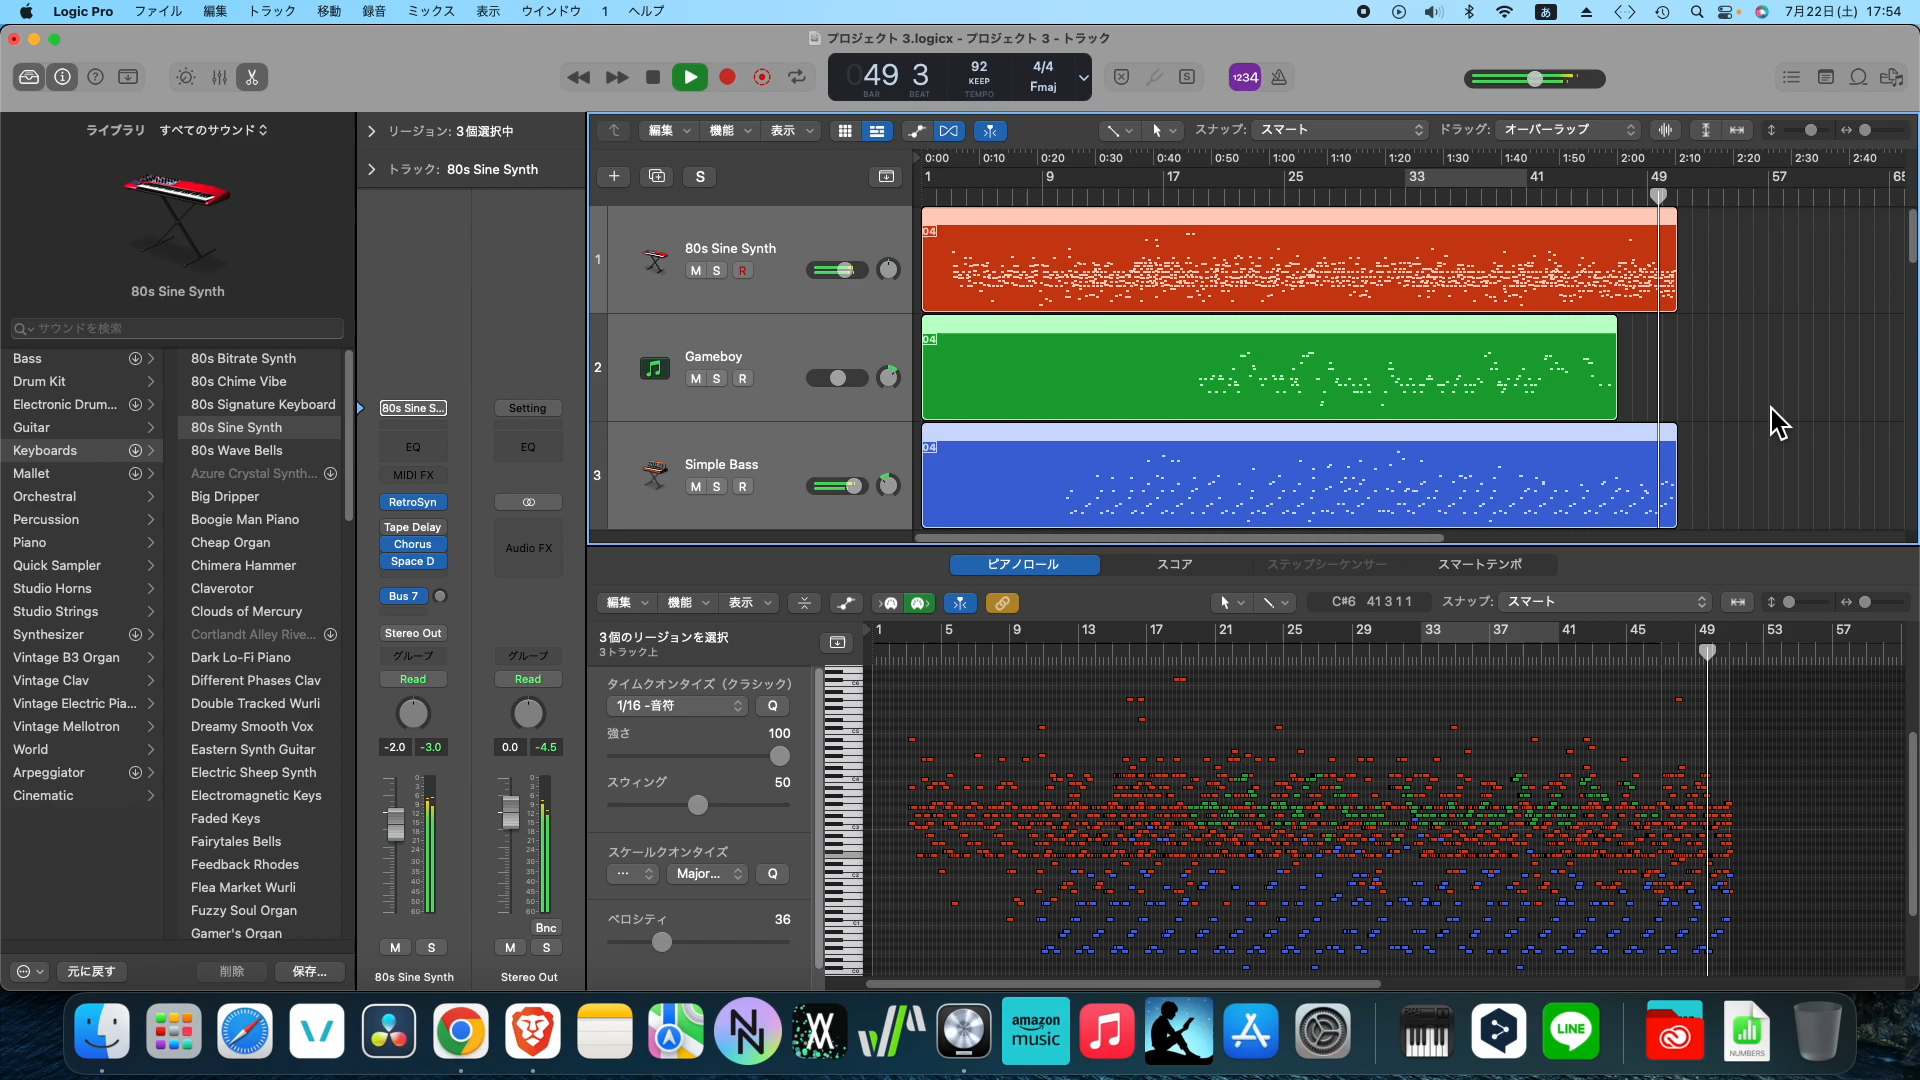 Logic Pro ファイル 編集 トラック 移動 録音 ミックス 表示 ウインドウ 1 ヘルプ
あ 7月22日(土) 17:54
プロジェクト 3.logicx - プロジェクト 3 - トラック
049 3 92 4/4
KEEP Fmaj
BAR BEAT TEMPO
1234
ライブラリ すべてのサウンド
80s Sine Synth
サウンドを検索
Bass
Drum Kit
Electronic Drum...
Guitar
Keyboards
Mallet
Orchestral
Percussion
Piano
Quick Sampler
Studio Horns
Studio Strings
Synthesizer
Vintage B3 Organ
Vintage Clav
Vintage Electric Pia...
Vintage Mellotron
World
Arpeggiator
Cinematic
80s Bitrate Synth
80s Chime Vibe
80s Signature Keyboard
80s Sine Synth
80s Wave Bells
Azure Crystal Synth...
Big Dripper
Boogie Man Piano
Cheap Organ
Chimera Hammer
Claverotor
Clouds of Mercury
Cortlandt Alley Rive...
Dark Lo-Fi Piano
Different Phases Clav
Double Tracked Wurli
Dreamy Smooth Vox
Eastern Synth Guitar
Electric Sheep Synth
Electromagnetic Keys
Faded Keys
Fairytales Bells
Feedback Rhodes
Flea Market Wurli
Fuzzy Soul Organ
Gamer's Organ
元に戻す 削除 保存...
リージョン: 3個選択中
トラック: 80s Sine Synth
80s Sine S...
EQ
MIDI FX
RetroSyn
Tape Delay
Chorus
Space D
Bus 7
Stereo Out
グループ
Read
-2.0 -3.0
M S
80s Sine Synth
Setting
EQ
Audio FX
グループ
Read
0.0 -4.5
Bnc
M S
Stereo Out
編集 機能 表示 スナップ: スマート ドラッグ: オーバーラップ
S
0:00 0:10 0:20 0:30 0:40 0:50 1:00 1:10 1:20 1:30 1:40 1:50 2:00 2:10 2:20 2:30 2:40
1 9 17 25 33 41 49 57
1 80s Sine Synth
M S R
04
2 Gameboy
M S R
04
3 Simple Bass
M S R
04
ピアノロール スコア ステップシーケンサー スマートテンポ
編集 機能 表示 C#6 41 3 1 1 スナップ: スマート
3個のリージョンを選択
3トラック上
1 5 9 13 17 21 25 29 33 37 41 45 49 53 57
タイムクオンタイズ（クラシック）
1/16 -音符 Q
強さ 100
スウィング 50
スケールクオンタイズ
... Major... Q
ベロシティ 36
amazon music
LINE
NUMBERS